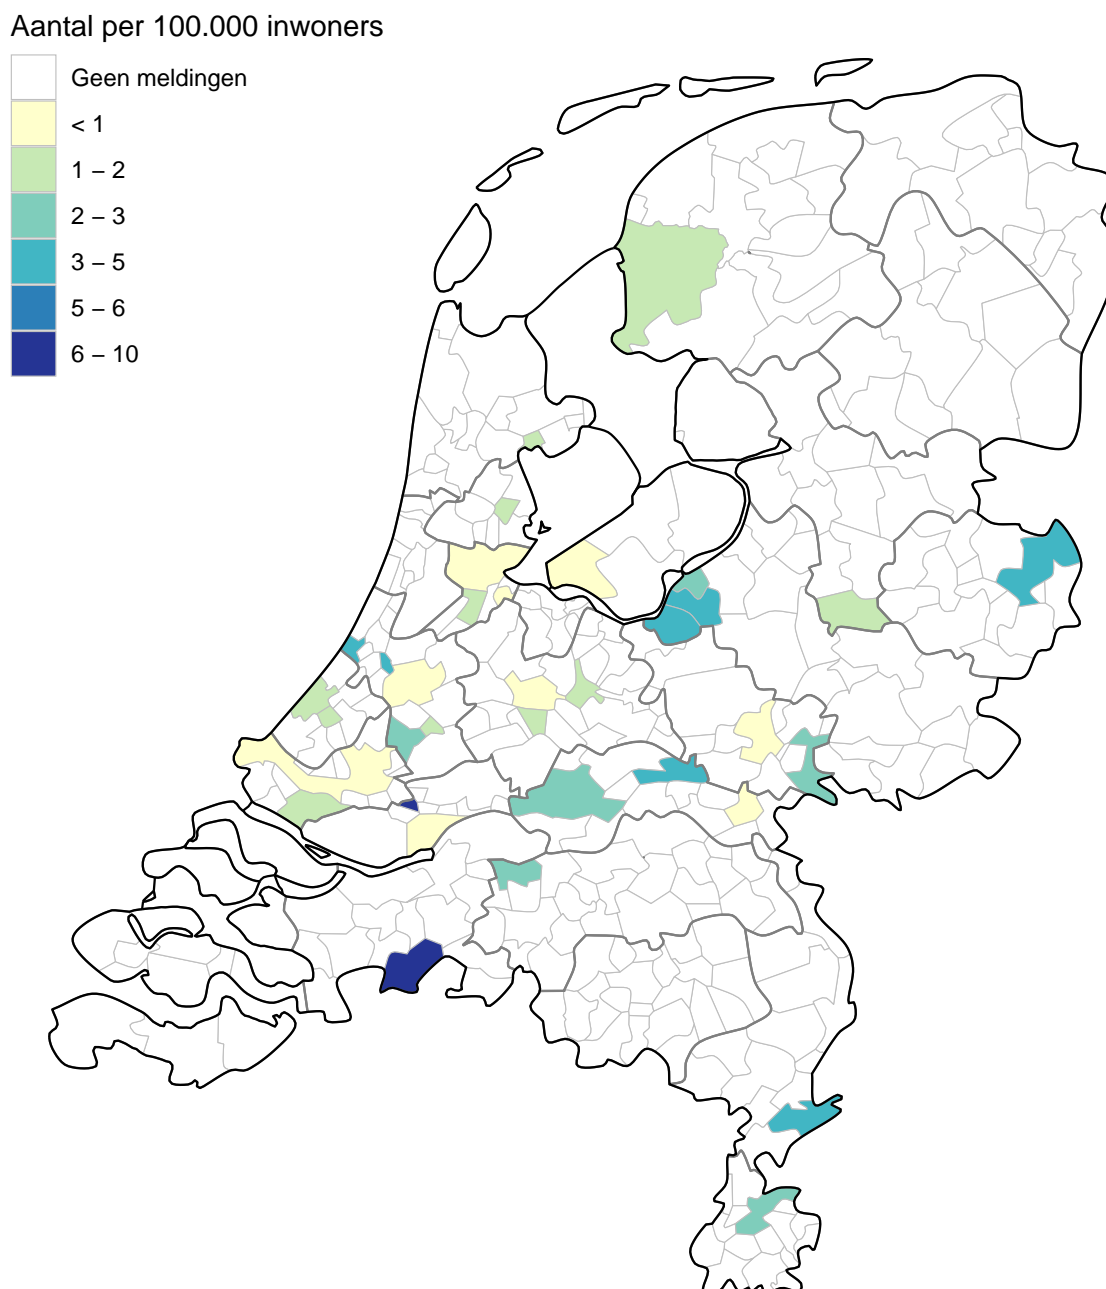 Aantal per 100.000 inwoners
Geen meldingen
< 1
1 – 2
2 – 3
3 – 5
5 – 6
6 – 10